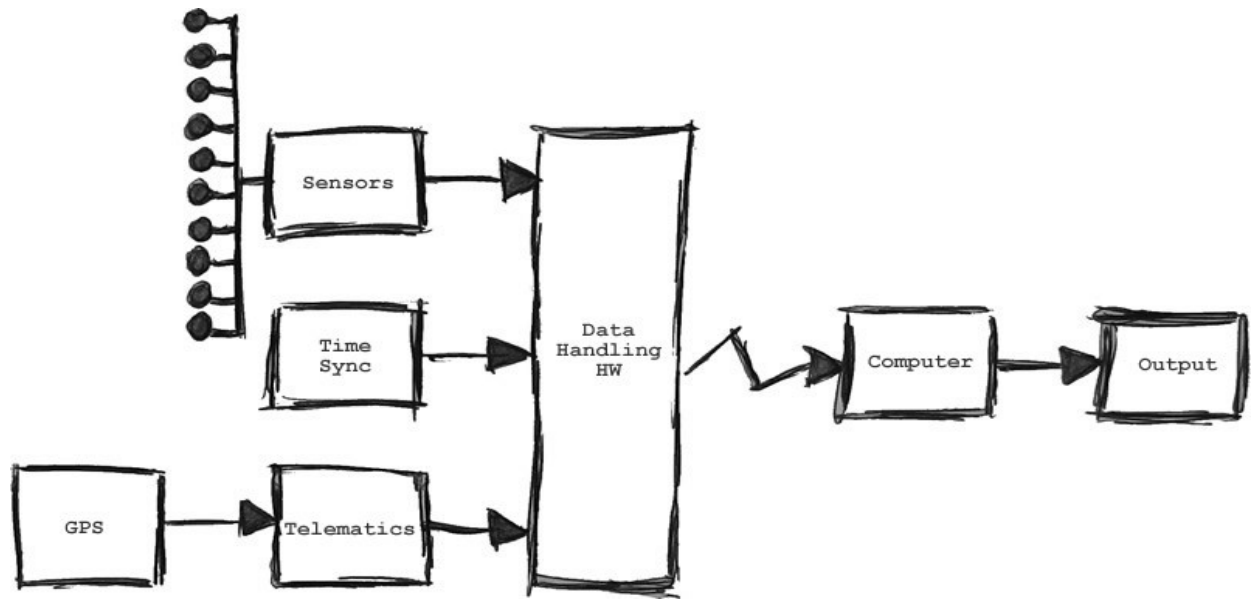 Sensors
Time
Sync
Data
Handling
HW
Computer
Output
GPS
Telematics